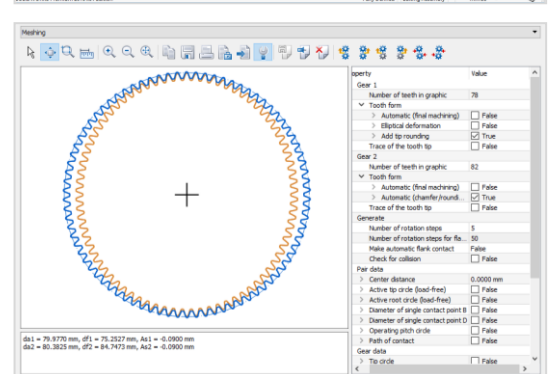 Meshing
operty Value
Gear 1
Number of teeth in graphic 78
Tooth form
Automatic (final machining) False
Elliptical deformation False
Add tip rounding True
Trace of the tooth tip False
Gear 2
Number of teeth in graphic 82
Tooth form
Automatic (final machining) False
Automatic (chamfer/roundi... True
Trace of the tooth tip False
Generate
Number of rotation steps 5
Number of rotation steps for fla... 50
Make automatic flank contact False
Check for collision False
Pair data
Center distance 0.0000 mm
Active tip circle (load-free) False
Active root circle (load-free) False
Diameter of single contact point B False
Diameter of single contact point D False
Operating pitch circle False
Path of contact False
Gear data
Tip circle False
da1 = 79.9770 mm, df1 = 75.2527 mm, As1 = -0.0900 mm
da2 = 80.3825 mm, df2 = 84.7473 mm, As2 = -0.0900 mm